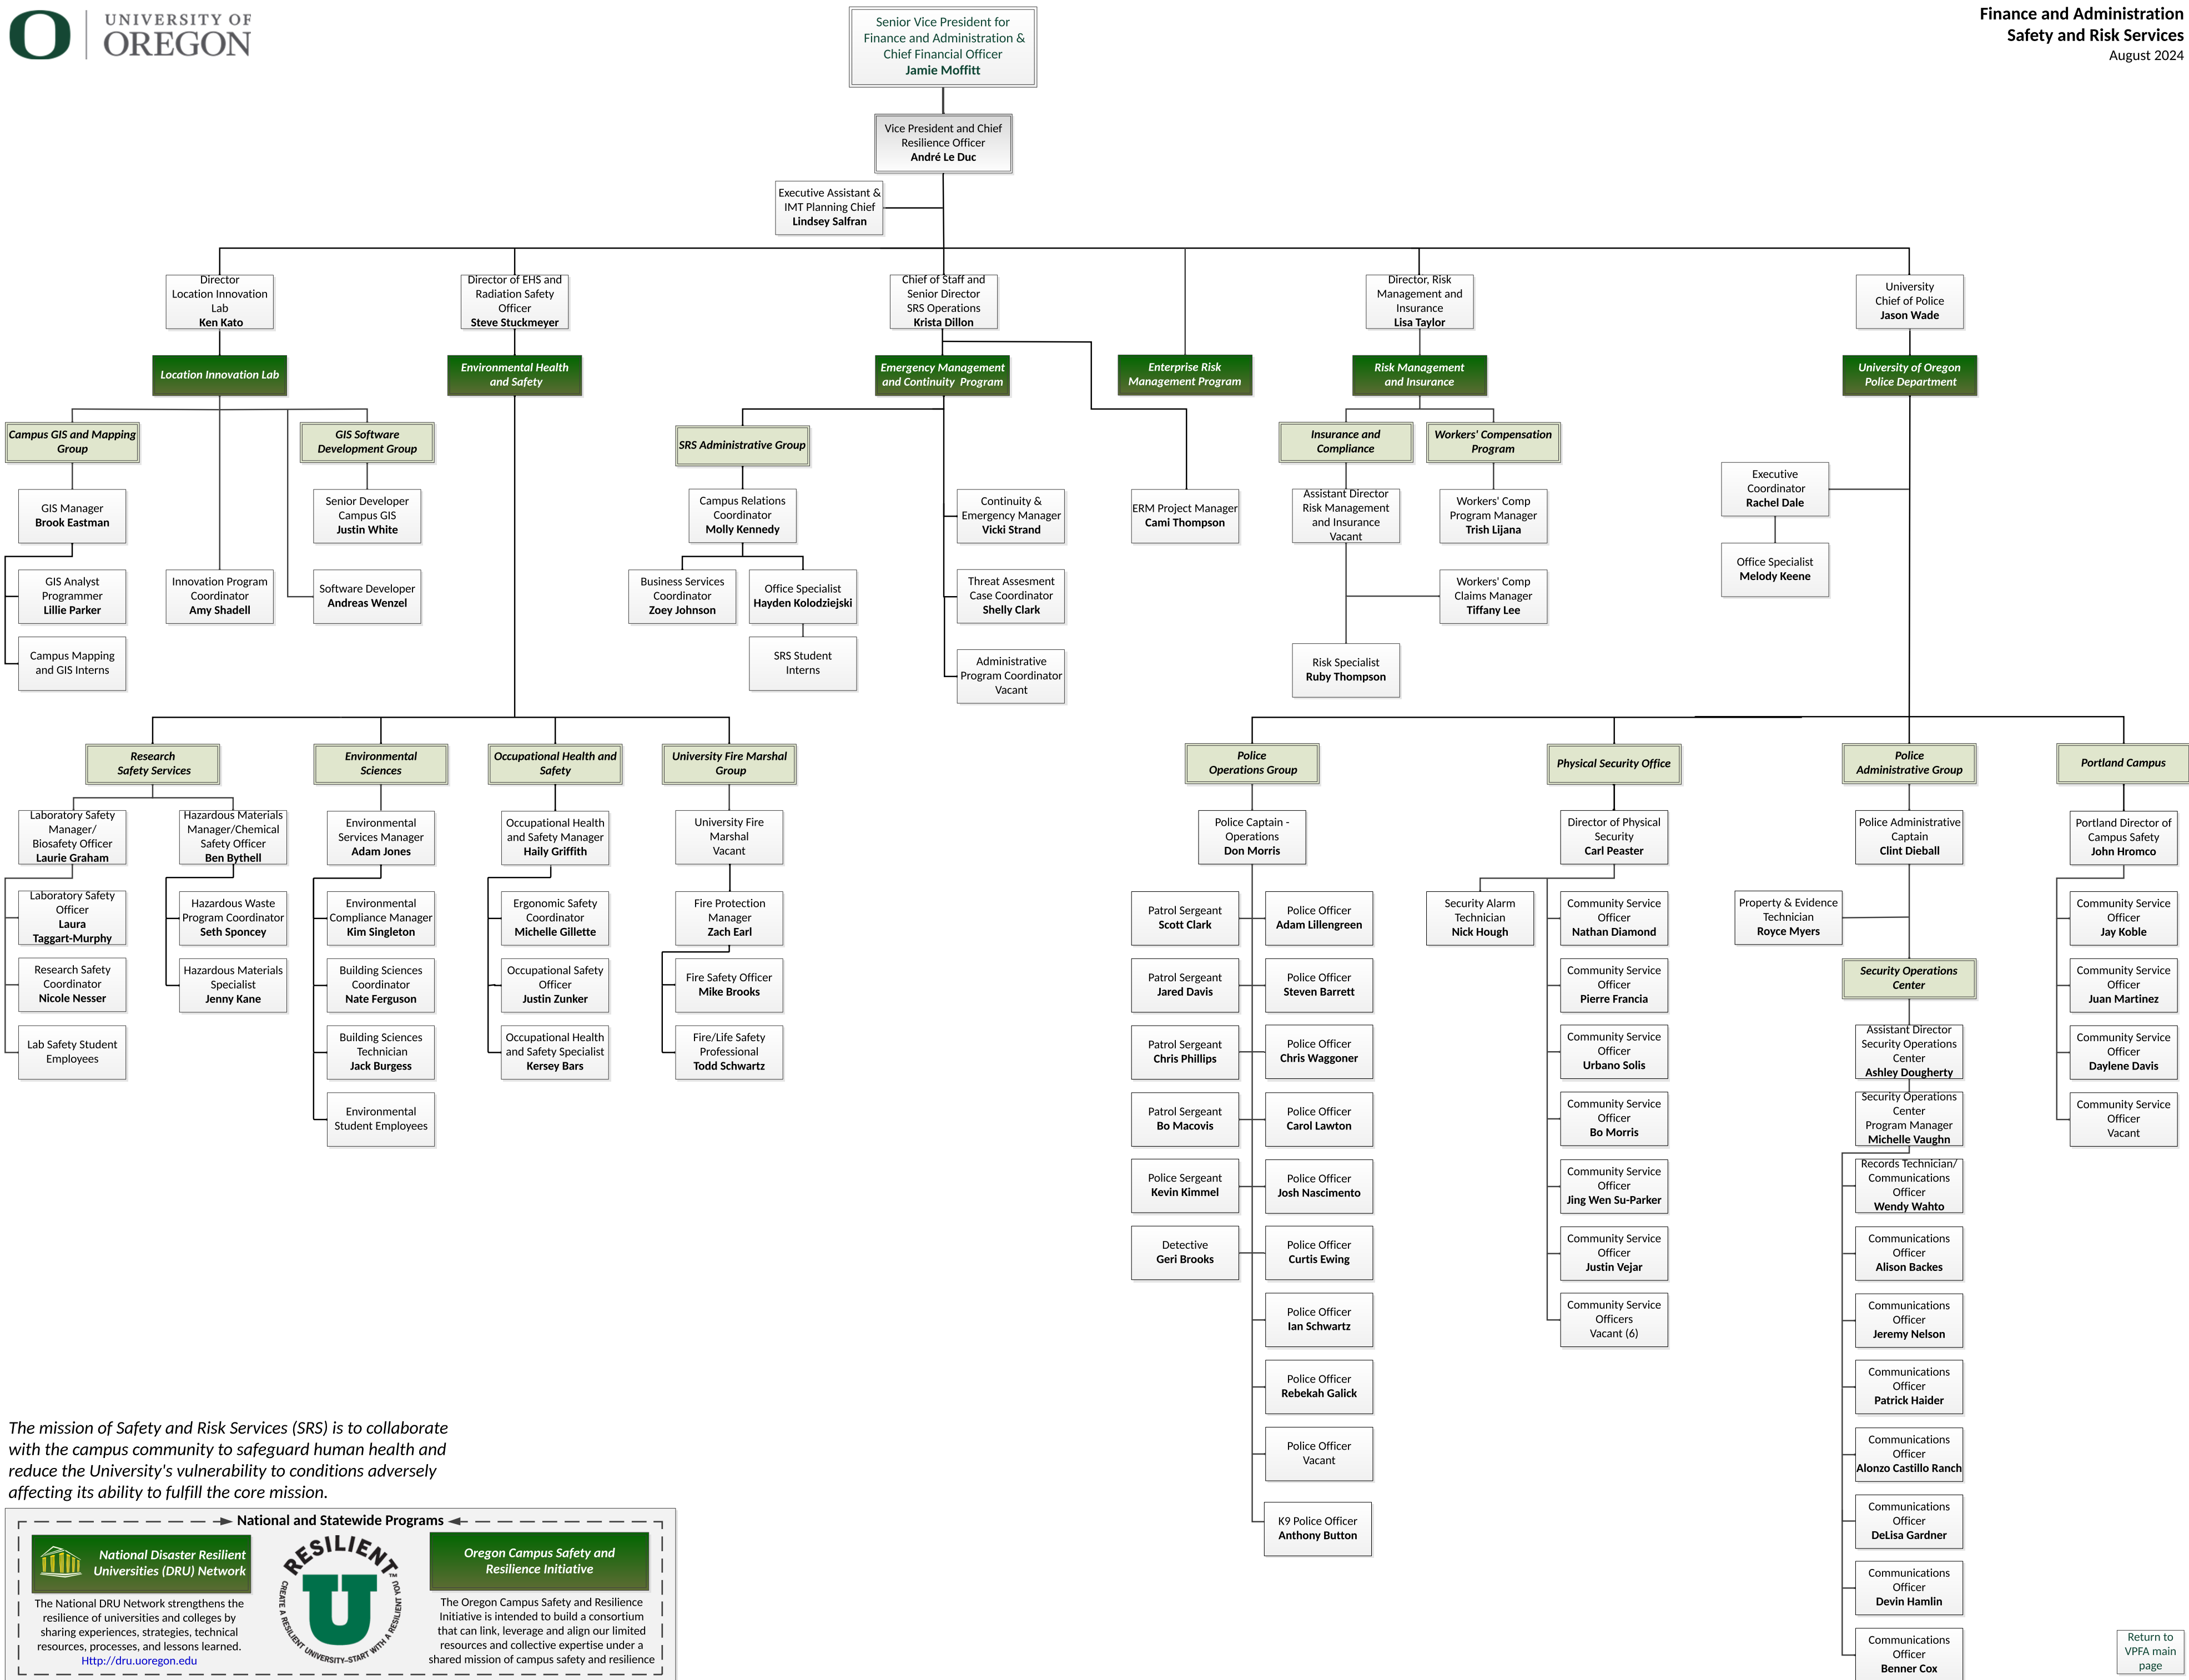 UNIVERSITY OF
OREGON
Senior Vice President for
Finance and Administration &
Chief Financial Officer
Jamie Moffitt
Finance and Administration
Safety and Risk Services
August 2024
Vice President and Chief
Resilience Officer
André Le Duc
Executive Assistant &
IMT Planning Chief
Lindsey Salfran
Director
Location Innovation
Lab
Ken Kato
Director of EHS and
Radiation Safety
Officer
Steve Stuckmeyer
Chief of Staff and
Senior Director
SRS Operations
Krista Dillon
Director, Risk
Management and
Insurance
Lisa Taylor
University
Chief of Police
Jason Wade
Location Innovation Lab
Environmental Health
and Safety
Emergency Management
and Continuity Program
Enterprise Risk
Management Program
Risk Management
and Insurance
University of Oregon
Police Department
Campus GIS and Mapping
Group
GIS Software
Development Group
SRS Administrative Group
Insurance and
Compliance
Workers' Compensation
Program
GIS Manager
Brook Eastman
Senior Developer
Campus GIS
Justin White
Campus Relations
Coordinator
Molly Kennedy
Continuity &
Emergency Manager
Vicki Strand
ERM Project Manager
Cami Thompson
Assistant Director
Risk Management
and Insurance
Vacant
Workers' Comp
Program Manager
Trish Lijana
Executive
Coordinator
Rachel Dale
GIS Analyst
Programmer
Lillie Parker
Innovation Program
Coordinator
Amy Shadell
Software Developer
Andreas Wenzel
Business Services
Coordinator
Zoey Johnson
Office Specialist
Hayden Kolodziejski
Threat Assesment
Case Coordinator
Shelly Clark
Workers' Comp
Claims Manager
Tiffany Lee
Office Specialist
Melody Keene
Campus Mapping
and GIS Interns
SRS Student
Interns
Administrative
Program Coordinator
Vacant
Risk Specialist
Ruby Thompson
Research
Safety Services
Environmental
Sciences
Occupational Health and
Safety
University Fire Marshal
Group
Police
Operations Group
Physical Security Office
Police
Administrative Group
Portland Campus
Laboratory Safety
Manager/
Biosafety Officer
Laurie Graham
Hazardous Materials
Manager/Chemical
Safety Officer
Ben Bythell
Environmental
Services Manager
Adam Jones
Occupational Health
and Safety Manager
Haily Griffith
University Fire
Marshal
Vacant
Police Captain -
Operations
Don Morris
Director of Physical
Security
Carl Peaster
Police Administrative
Captain
Clint Dieball
Portland Director of
Campus Safety
John Hromco
Laboratory Safety
Officer
Laura
Taggart-Murphy
Hazardous Waste
Program Coordinator
Seth Sponcey
Environmental
Compliance Manager
Kim Singleton
Ergonomic Safety
Coordinator
Michelle Gillette
Fire Protection
Manager
Zach Earl
Patrol Sergeant
Scott Clark
Police Officer
Adam Lillengreen
Security Alarm
Technician
Nick Hough
Community Service
Officer
Nathan Diamond
Property & Evidence
Technician
Royce Myers
Community Service
Officer
Jay Koble
Research Safety
Coordinator
Nicole Nesser
Hazardous Materials
Specialist
Jenny Kane
Building Sciences
Coordinator
Nate Ferguson
Occupational Safety
Officer
Justin Zunker
Fire Safety Officer
Mike Brooks
Patrol Sergeant
Jared Davis
Police Officer
Steven Barrett
Community Service
Officer
Pierre Francia
Security Operations
Center
Community Service
Officer
Juan Martinez
Lab Safety Student
Employees
Building Sciences
Technician
Jack Burgess
Occupational Health
and Safety Specialist
Kersey Bars
Fire/Life Safety
Professional
Todd Schwartz
Patrol Sergeant
Chris Phillips
Police Officer
Chris Waggoner
Community Service
Officer
Urbano Solis
Assistant Director
Security Operations
Center
Ashley Dougherty
Community Service
Officer
Daylene Davis
Environmental
Student Employees
Patrol Sergeant
Bo Macovis
Police Officer
Carol Lawton
Community Service
Officer
Bo Morris
Security Operations
Center
Program Manager
Michelle Vaughn
Community Service
Officer
Vacant
Police Sergeant
Kevin Kimmel
Police Officer
Josh Nascimento
Community Service
Officer
Jing Wen Su-Parker
Records Technician/
Communications
Officer
Wendy Wahto
Detective
Geri Brooks
Police Officer
Curtis Ewing
Community Service
Officer
Justin Vejar
Communications
Officer
Alison Backes
Police Officer
Ian Schwartz
Community Service
Officers
Vacant (6)
Communications
Officer
Jeremy Nelson
Police Officer
Rebekah Galick
Communications
Officer
Patrick Haider
Police Officer
Vacant
Communications
Officer
Alonzo Castillo Ranch
K9 Police Officer
Anthony Button
Communications
Officer
DeLisa Gardner
Communications
Officer
Devin Hamlin
Communications
Officer
Benner Cox
The mission of Safety and Risk Services (SRS) is to collaborate
with the campus community to safeguard human health and
reduce the University's vulnerability to conditions adversely
affecting its ability to fulfill the core mission.
National and Statewide Programs
National Disaster Resilient
Universities (DRU) Network
The National DRU Network strengthens the
resilience of universities and colleges by
sharing experiences, strategies, technical
resources, processes, and lessons learned.
Http://dru.uoregon.edu
RESILIENT
U
CREATE A RESILIENT UNIVERSITY-START WITH A RESILIENT YOU
TM
Oregon Campus Safety and
Resilience Initiative
The Oregon Campus Safety and Resilience
Initiative is intended to build a consortium
that can link, leverage and align our limited
resources and collective expertise under a
shared mission of campus safety and resilience
Return to
VPFA main
page